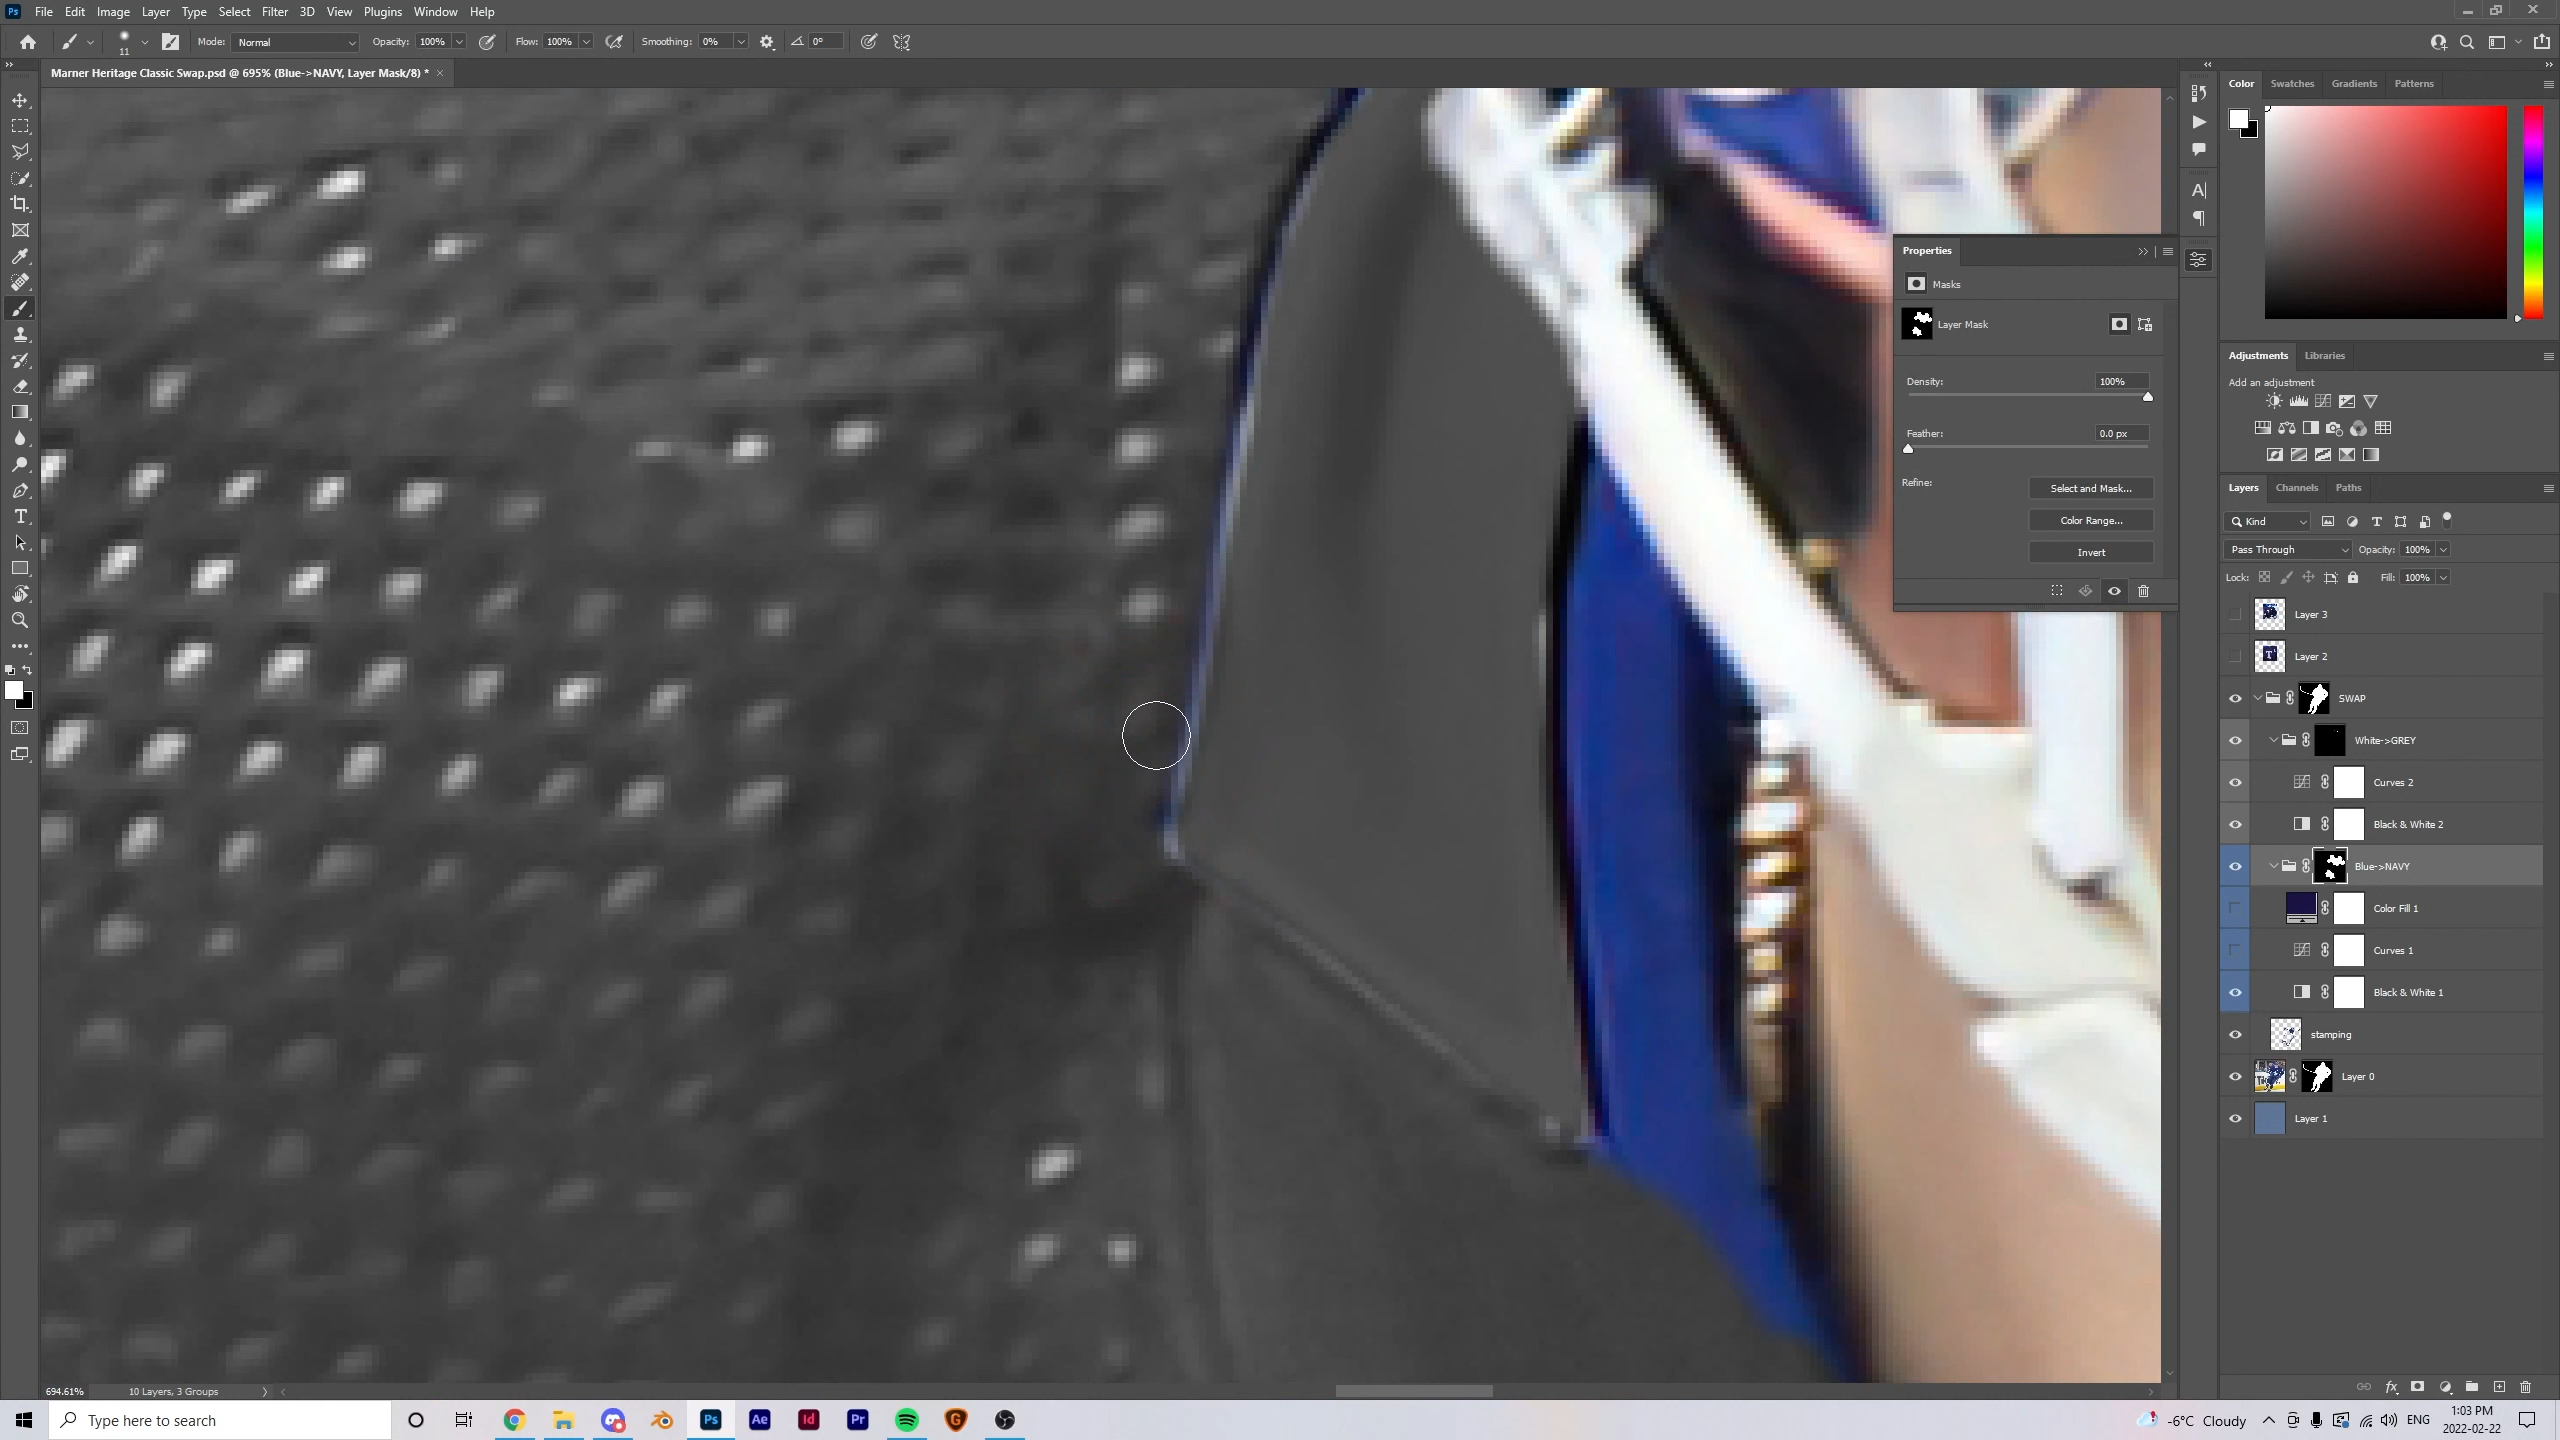 Ps File Edit Image Layer Type Select Filter 3D View Plugins Window Help
11 Mode: Normal Opacity: 100% Flow: 100% Smoothing: 0% 0°
Marner Heritage Classic Swap.psd @ 695% (Blue->NAVY, Layer Mask/8) *
Color Swatches Gradients Patterns
Properties
Masks
Layer Mask
Density: 100%
Feather: 0.0 px
Refine: Select and Mask...
Color Range...
Invert
Adjustments Libraries
Add an adjustment
Layers Channels Paths
Kind
Pass Through Opacity: 100%
Lock: Fill: 100%
Layer 3
Layer 2
SWAP
White->GREY
Curves 2
Black & White 2
Blue->NAVY
Color Fill 1
Curves 1
Black & White 1
stamping
Layer 0
Layer 1
694.61% 10 Layers, 3 Groups
Type here to search
Ps Ae Id Pr G
-6°C Cloudy
ENG
1:03 PM
2022-02-22